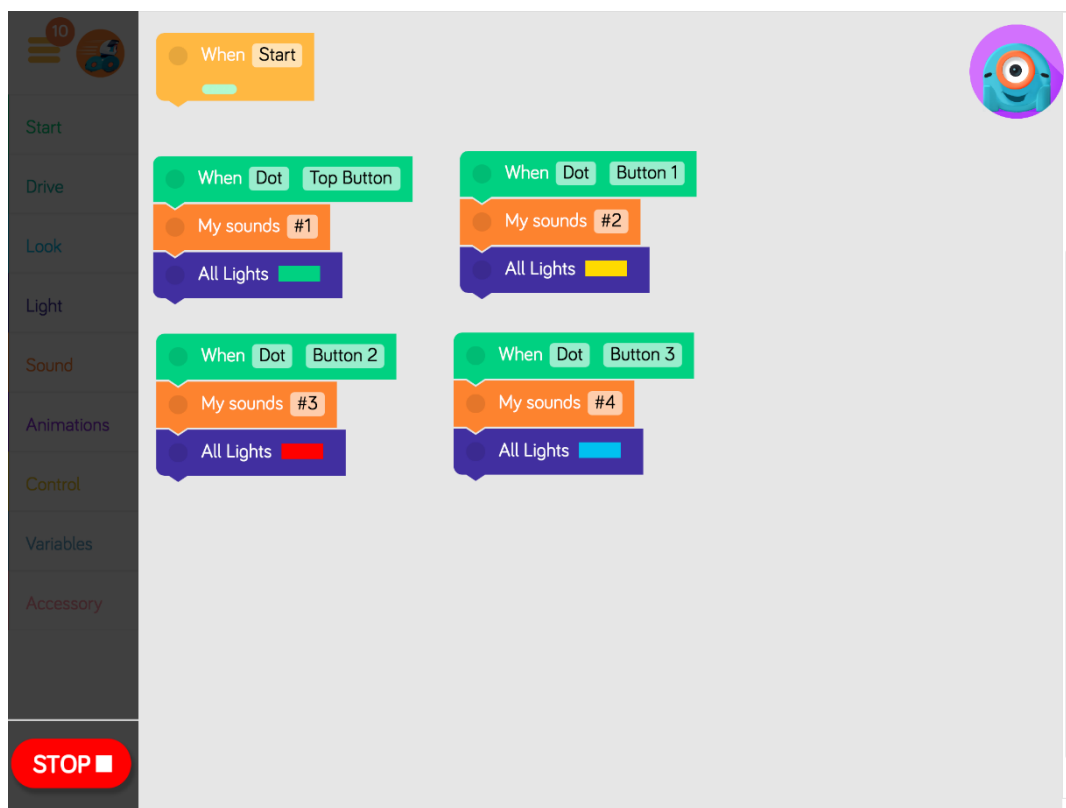 10
Start
Drive
Look
Light
Sound
Animations
Control
Variables
Accessory
STOP
When Start
When Dot Top Button
My sounds #1
All Lights
When Dot Button 1
My sounds #2
All Lights
When Dot Button 2
My sounds #3
All Lights
When Dot Button 3
My sounds #4
All Lights